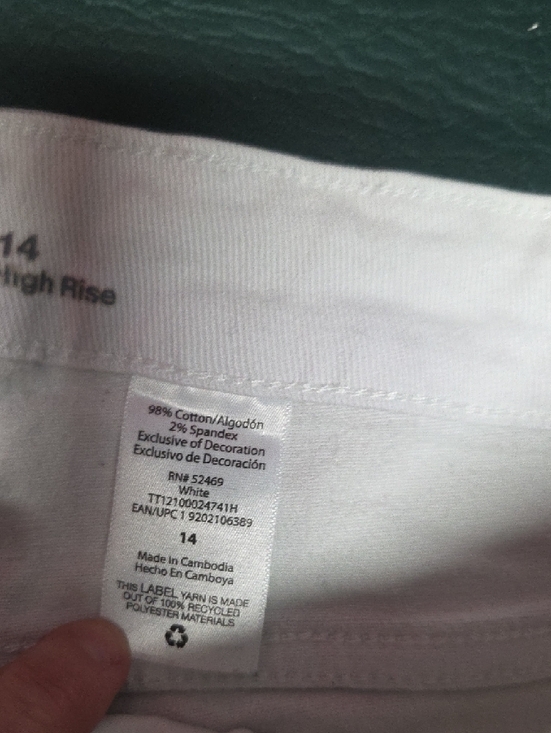 14
High Rise
98% Cotton/Algodón
2% Spandex
Exclusive of Decoration
Exclusivo de Decoración
RN# 52469
White
TT12100024741H
EAN/UPC 1 9202106389
14
Made in Cambodia
Hecho En Camboya
THIS LABEL YARN IS MADE
OUT OF 100% RECYCLED
POLYESTER MATERIALS